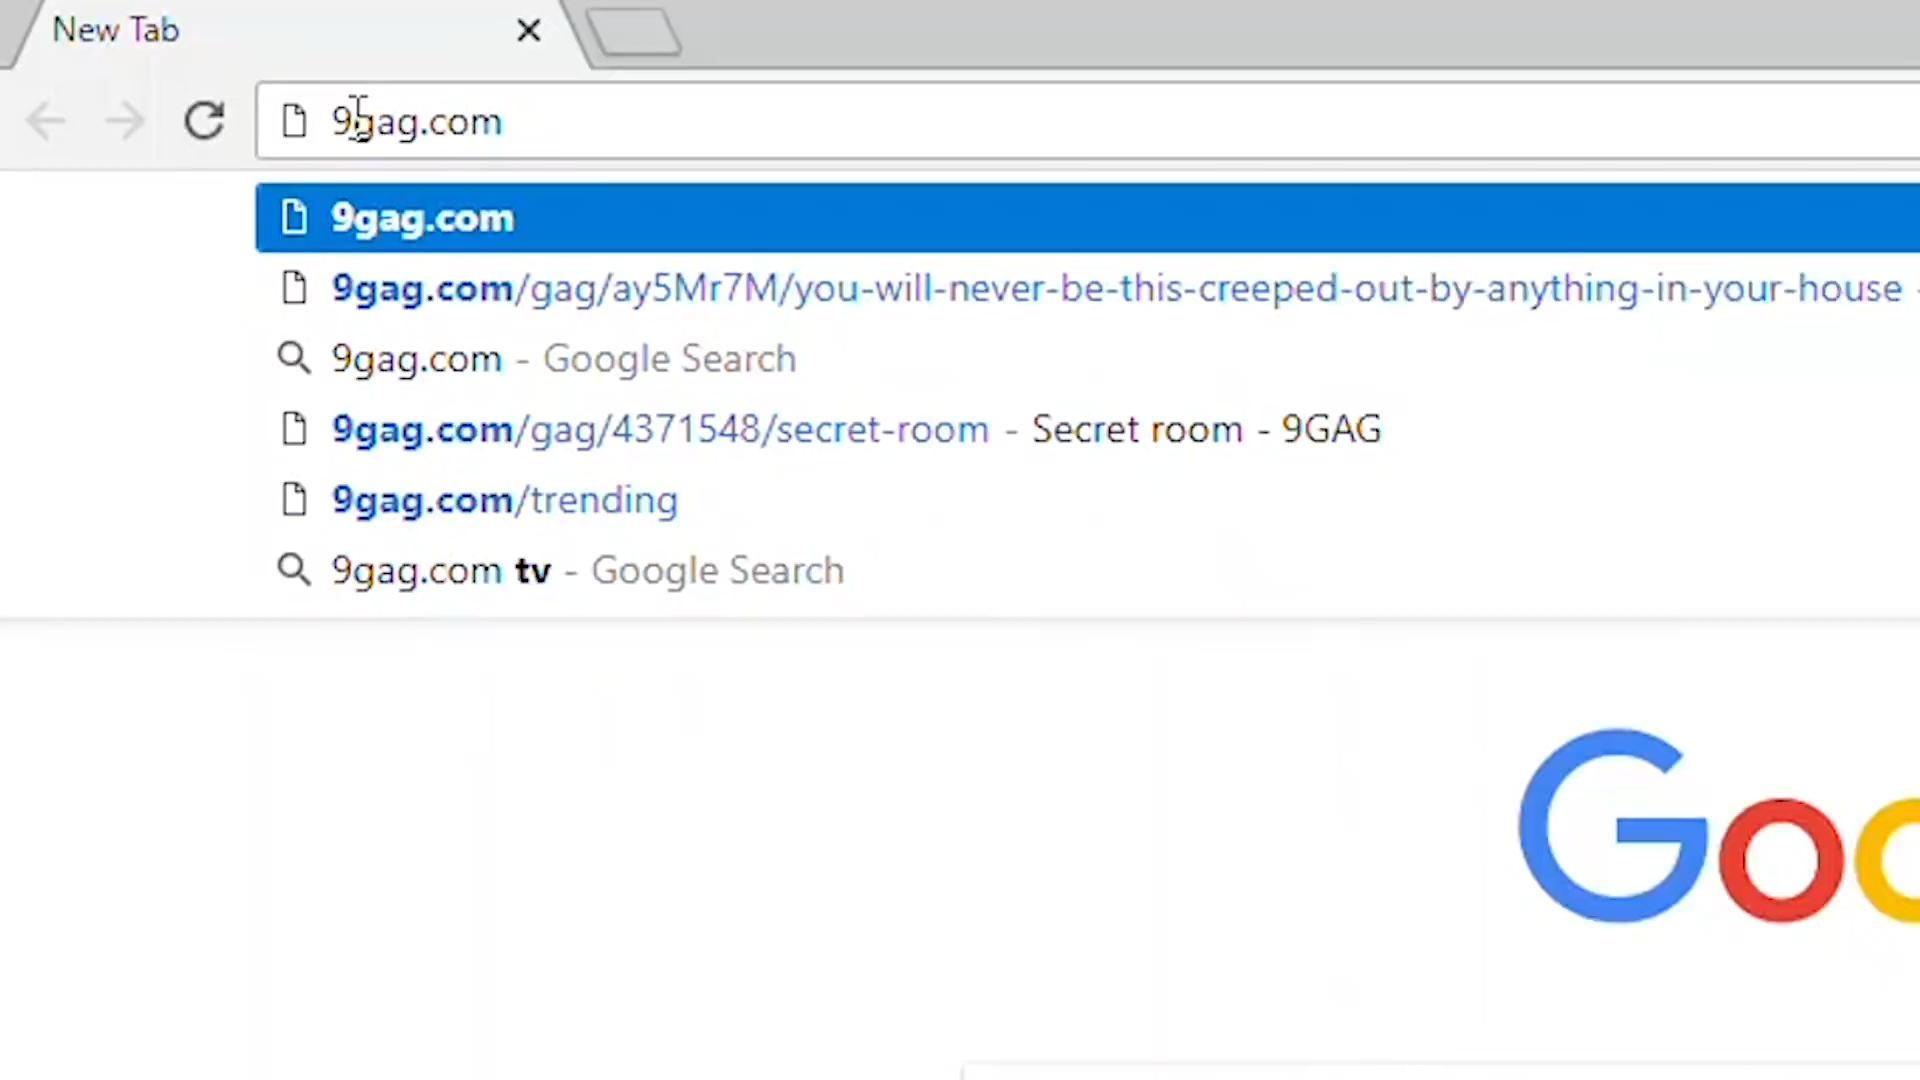 New Tab
9gag.com
9gag.com
9gag.com/gag/ay5Mr7M/you-will-never-be-this-creeped-out-by-anything-in-your-house -
9gag.com - Google Search
9gag.com/gag/4371548/secret-room - Secret room - 9GAG
9gag.com/trending
9gag.com tv - Google Search
Goo